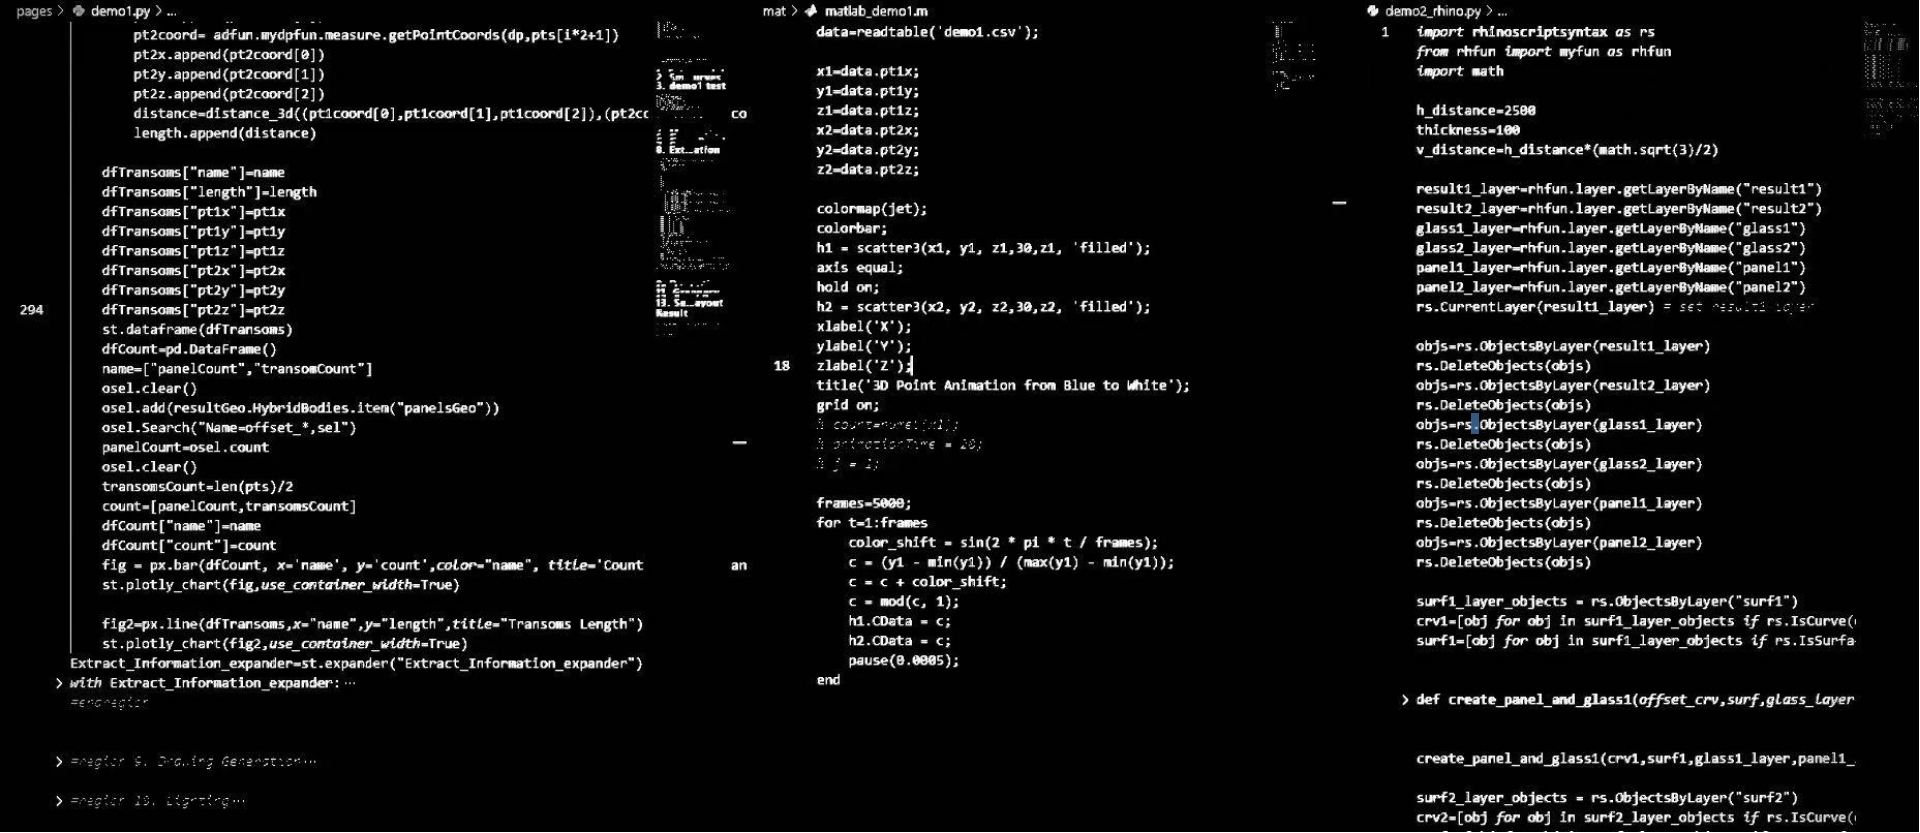 pages > demo1.py > ...
pt2coord= adfun.mydpfun.measure.getPointCoords(dp,pts[i*2+1])
pt2x.append(pt2coord[0])
pt2y.append(pt2coord[1])
pt2z.append(pt2coord[2])
distance=distance_3d((pt1coord[0],pt1coord[1],pt1coord[2]),(pt2cc
co
length.append(distance)
dfTransoms["name"]=name
dfTransoms["length"]=length
dfTransoms["pt1x"]=pt1x
dfTransoms["pt1y"]=pt1y
dfTransoms["pt1z"]=pt1z
dfTransoms["pt2x"]=pt2x
dfTransoms["pt2y"]=pt2y
294 dfTransoms["pt2z"]=pt2z
st.dataframe(dfTransoms)
dfCount=pd.DataFrame()
name=["panelCount","transomCount"]
osel.clear()
osel.add(resultGeo.HybridBodies.item("panelsGeo"))
osel.Search("Name=offset_*,sel")
panelCount=osel.count
osel.clear()
transomsCount=len(pts)/2
count=[panelCount,transomsCount]
dfCount["name"]=name
dfCount["count"]=count
fig = px.bar(dfCount, x='name', y='count',color="name", title='Count
an
st.plotly_chart(fig,use_container_width=True)
fig2=px.line(dfTransoms,x="name",y="length",title="Transoms Length")
st.plotly_chart(fig2,use_container_width=True)
Extract_Information_expander=st.expander("Extract_Information_expander")
> with Extract_Information_expander: ...
#endregion
> #region 9. Drawing Generation...
> #region 10. Lighting...
3. demo1 test
8. Ext...ation
13. Sa...ayout
Result
mat > matlab_demo1.m
data=readtable('demo1.csv');
x1=data.pt1x;
y1=data.pt1y;
z1=data.pt1z;
x2=data.pt2x;
y2=data.pt2y;
z2=data.pt2z;
colormap(jet);
colorbar;
h1 = scatter3(x1, y1, z1,30,z1, 'filled');
axis equal;
hold on;
h2 = scatter3(x2, y2, z2,30,z2, 'filled');
xlabel('X');
ylabel('Y');
18 zlabel('Z');
title('3D Point Animation from Blue to White');
grid on;
% count=numel(x1);
% animationTime = 20;
% j = 1;
frames=5000;
for t=1:frames
color_shift = sin(2 * pi * t / frames);
c = (y1 - min(y1)) / (max(y1) - min(y1));
c = c + color_shift;
c = mod(c, 1);
h1.CData = c;
h2.CData = c;
pause(0.0005);
end
demo2_rhino.py > ...
1 import rhinoscriptsyntax as rs
from rhfun import myfun as rhfun
import math
h_distance=2500
thickness=100
v_distance=h_distance*(math.sqrt(3)/2)
result1_layer=rhfun.layer.getLayerByName("result1")
result2_layer=rhfun.layer.getLayerByName("result2")
glass1_layer=rhfun.layer.getLayerByName("glass1")
glass2_layer=rhfun.layer.getLayerByName("glass2")
panel1_layer=rhfun.layer.getLayerByName("panel1")
panel2_layer=rhfun.layer.getLayerByName("panel2")
rs.CurrentLayer(result1_layer) # set result1 layer
objs=rs.ObjectsByLayer(result1_layer)
rs.DeleteObjects(objs)
objs=rs.ObjectsByLayer(result2_layer)
rs.DeleteObjects(objs)
objs=rs.ObjectsByLayer(glass1_layer)
rs.DeleteObjects(objs)
objs=rs.ObjectsByLayer(glass2_layer)
rs.DeleteObjects(objs)
objs=rs.ObjectsByLayer(panel1_layer)
rs.DeleteObjects(objs)
objs=rs.ObjectsByLayer(panel2_layer)
rs.DeleteObjects(objs)
surf1_layer_objects = rs.ObjectsByLayer("surf1")
crv1=[obj for obj in surf1_layer_objects if rs.IsCurve(
surf1=[obj for obj in surf1_layer_objects if rs.IsSurfa
> def create_panel_and_glass1(offset_crv,surf,glass_layer
create_panel_and_glass1(crv1,surf1,glass1_layer,panel1_
surf2_layer_objects = rs.ObjectsByLayer("surf2")
crv2=[obj for obj in surf2_layer_objects if rs.IsCurve(